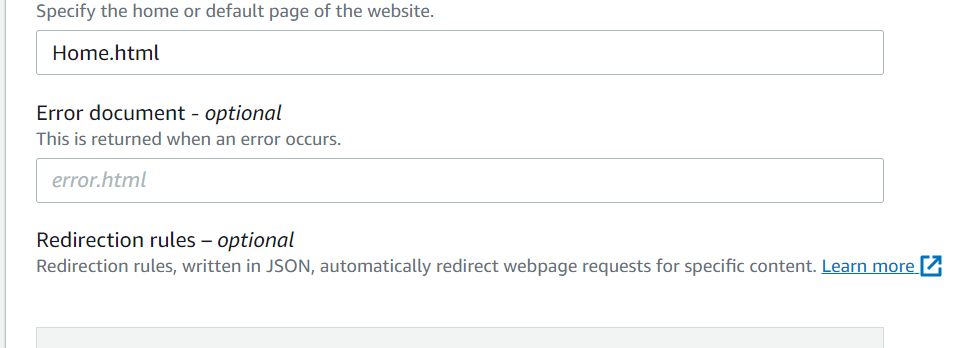 Specify the home or default page of the website.
Home.html
Error document - optional
This is returned when an error occurs.
error.html
Redirection rules – optional
Redirection rules, written in JSON, automatically redirect webpage requests for specific content. Learn more